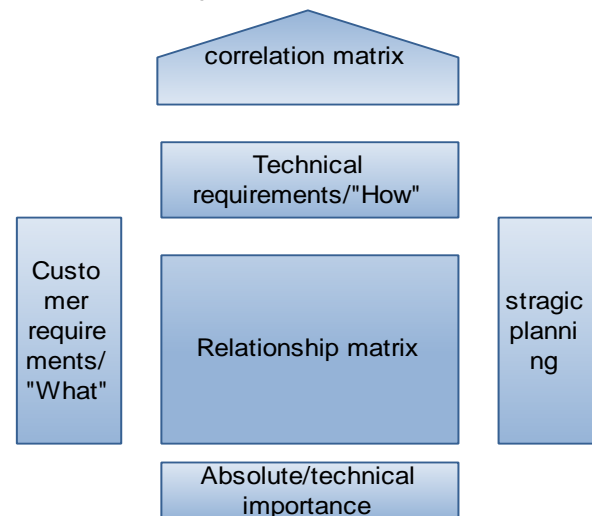 correlation matrix
Technical
requirements/"How"
Custo
mer
require
ments/
"What"
Relationship matrix
stragic
planni
ng
Absolute/technical
importance